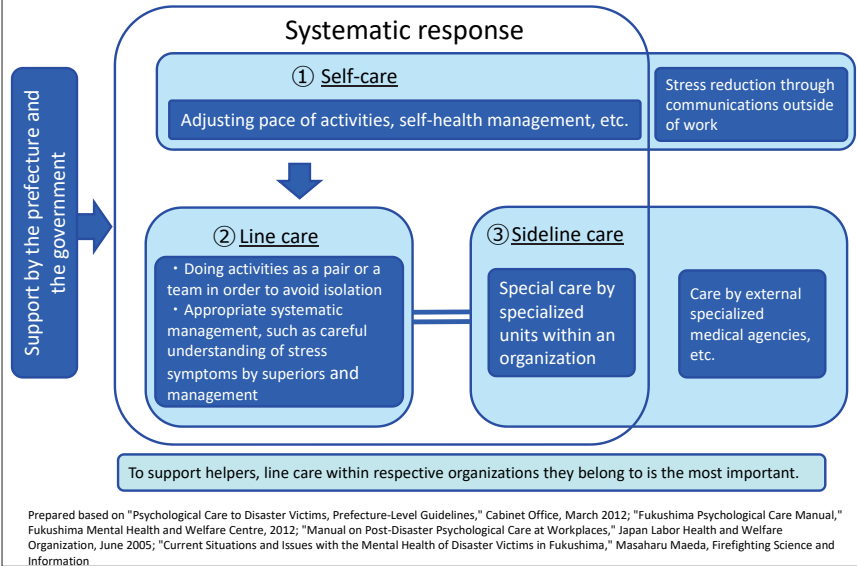 Systematic response
Support by the prefecture and
the government
① Self-care
Adjusting pace of activities, self-health management, etc.
Stress reduction through
communications outside
of work
② Line care
・Doing activities as a pair or a
team in order to avoid isolation
・Appropriate systematic
management, such as careful
understanding of stress
symptoms by superiors and
management
③ Sideline care
Special care by
specialized
units within an
organization
Care by external
specialized
medical agencies,
etc.
To support helpers, line care within respective organizations they belong to is the most important.
Prepared based on "Psychological Care to Disaster Victims, Prefecture-Level Guidelines," Cabinet Office, March 2012; "Fukushima Psychological Care Manual,"
Fukushima Mental Health and Welfare Centre, 2012; "Manual on Post-Disaster Psychological Care at Workplaces," Japan Labor Health and Welfare
Organization, June 2005; "Current Situations and Issues with the Mental Health of Disaster Victims in Fukushima," Masaharu Maeda, Firefighting Science and
Information